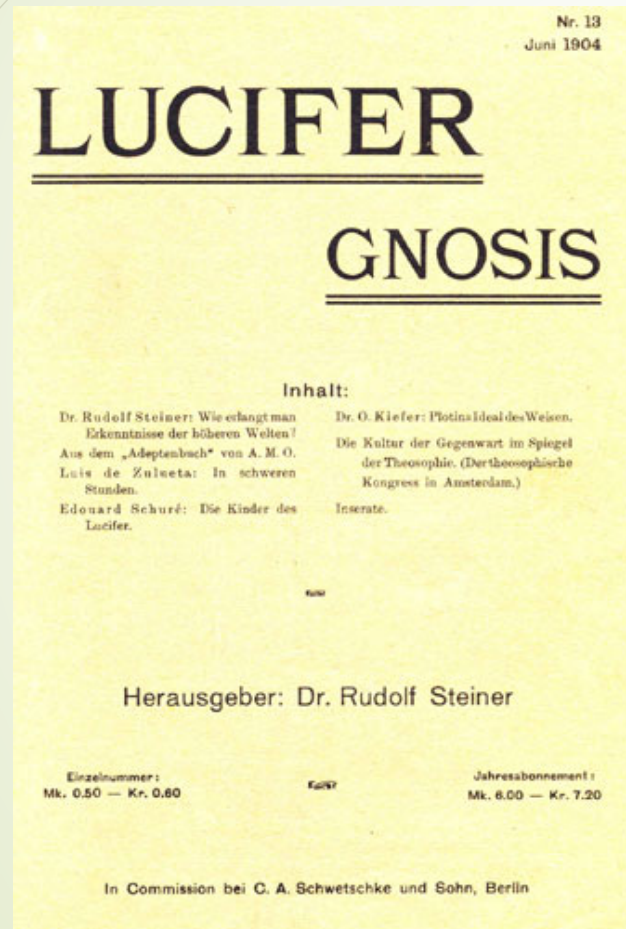 Nr. 13
Juni 1904
LUCIFER
GNOSIS
Inhalt:
Dr. Rudolf Steiner: Wie erlangt man
Erkenntnisse der höheren Welten?
Aus dem „Adeptenbuch“ von A. M. O.
Luis de Zulueta: In schweren
Stunden.
Edouard Schuré: Die Kinder des
Lucifer.
Dr. O. Kiefer: Plotins Ideal des Weisen.
Die Kultur der Gegenwart im Spiegel
der Theosophie. (Der theosophische
Kongress in Amsterdam.)
Inserate.
Herausgeber: Dr. Rudolf Steiner
Einzelnummer:
Mk. 0.50 — Kr. 0.60
Jahresabonnement:
Mk. 6.00 — Kr. 7.20
In Commission bei C. A. Schwetschke und Sohn, Berlin